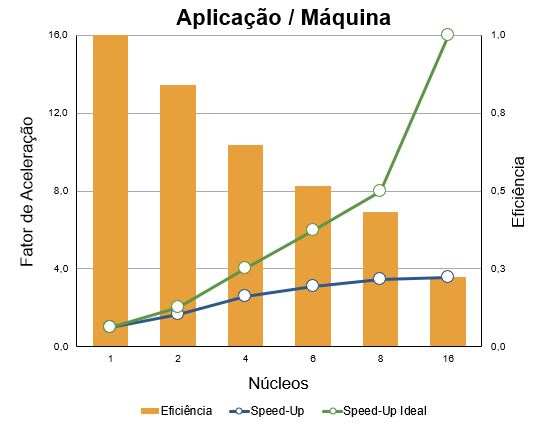 Aplicação / Máquina
16,0
12,0
8,0
4,0
0,0
Fator de Aceleração
1,0
0,8
0,5
0,3
0,0
Eficiência
1 2 4 6 8 16
Núcleos
Eficiência Speed-Up Speed-Up Ideal